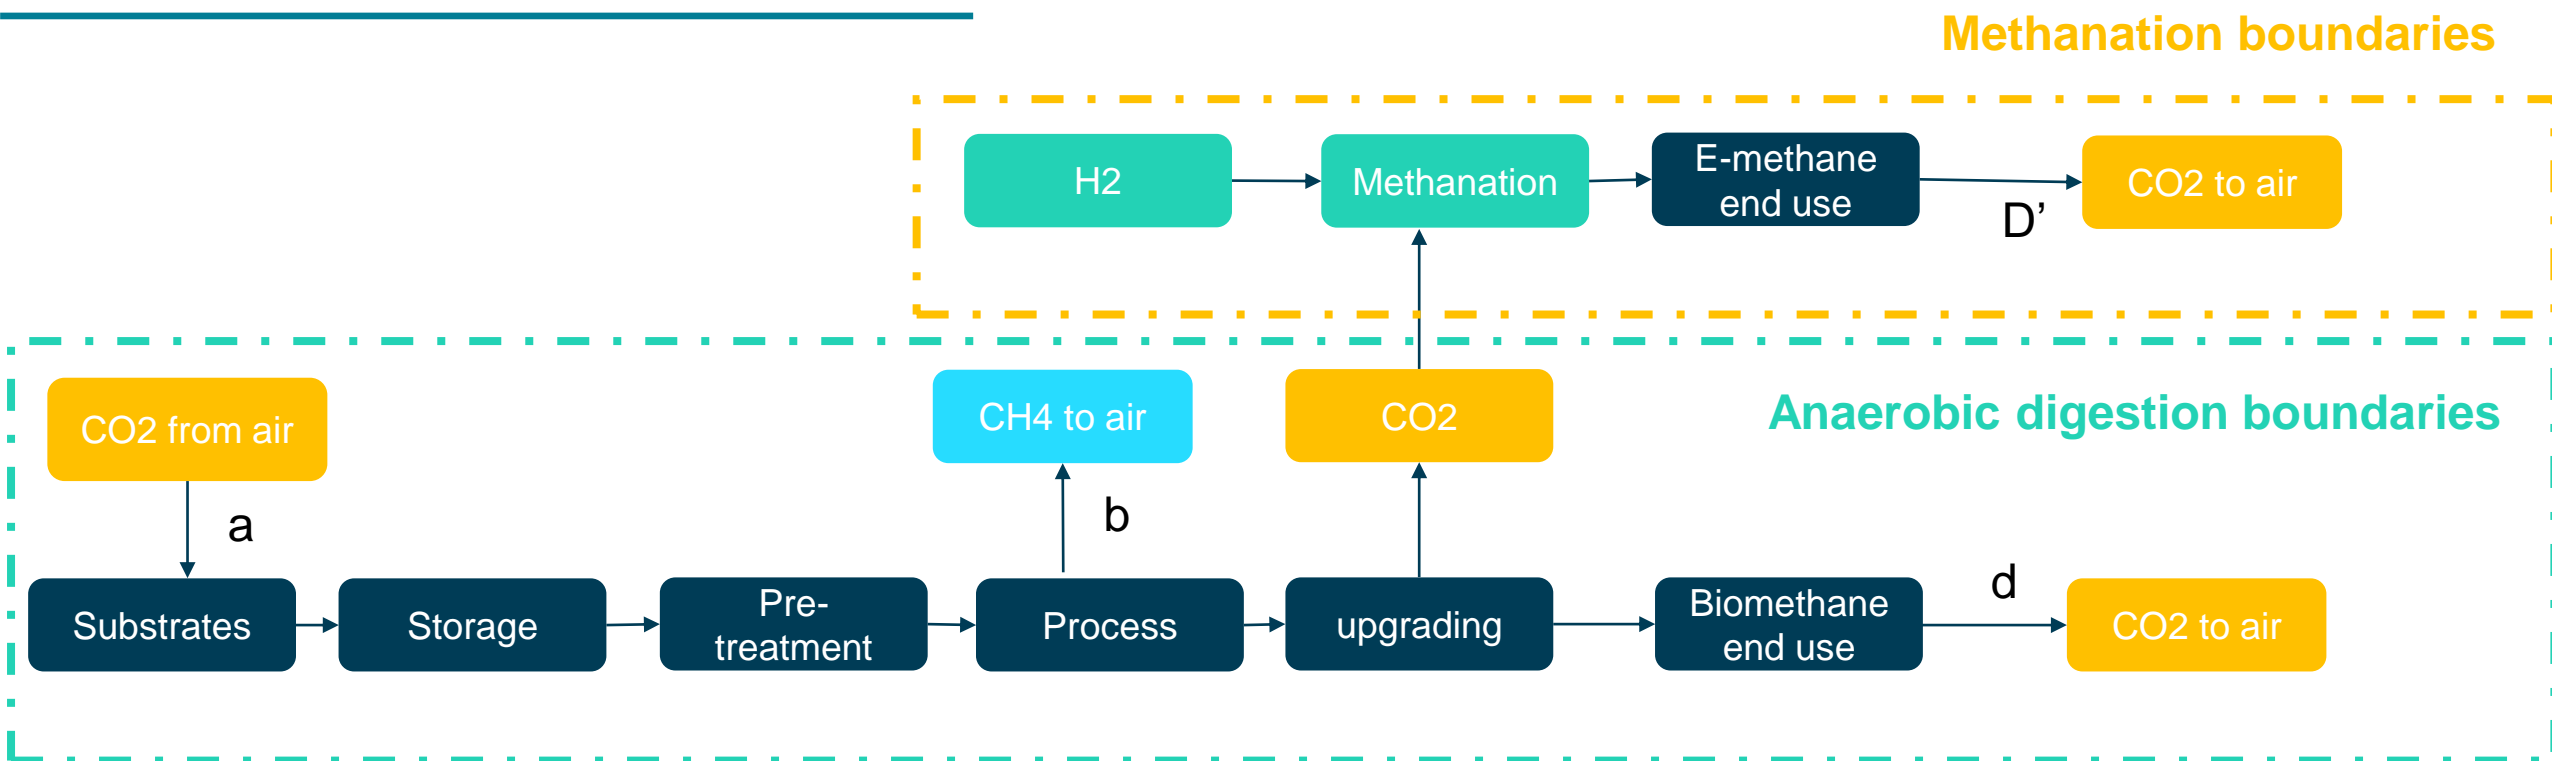 Methanation boundaries
H2
Methanation
E-methane
end use
D’
CO2 to air
CO2 from air
a
CH4 to air
b
CO2
Anaerobic digestion boundaries
Substrates
Storage
Pre-
treatment
Process
upgrading
Biomethane
end use
d
CO2 to air